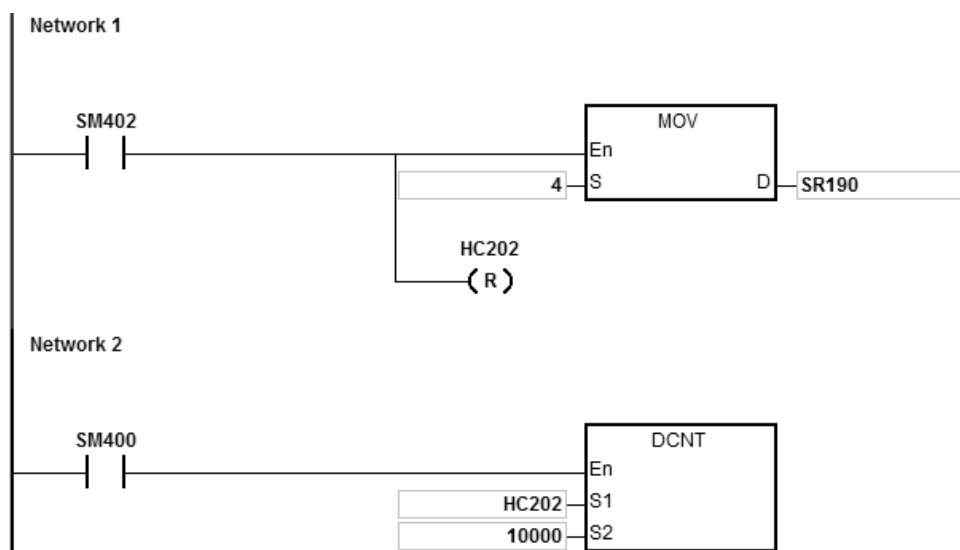 Network 1
SM402
MOV
En
4 S D SR190
HC202
( R )
Network 2
SM400
DCNT
En
HC202 S1
10000 S2